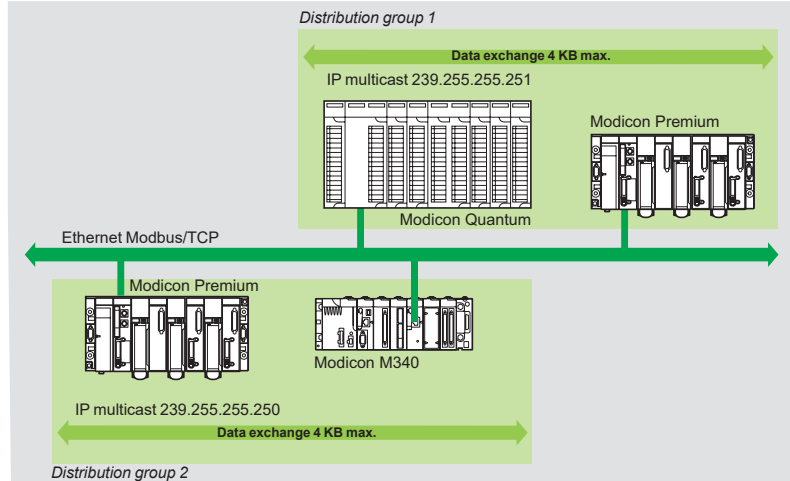 Distribution group 1
Data exchange 4 KB max.
IP multicast 239.255.255.251
Modicon Premium
Modicon Quantum
Ethernet Modbus/TCP
Modicon Premium
Modicon M340
IP multicast 239.255.255.250
Data exchange 4 KB max.
Distribution group 2